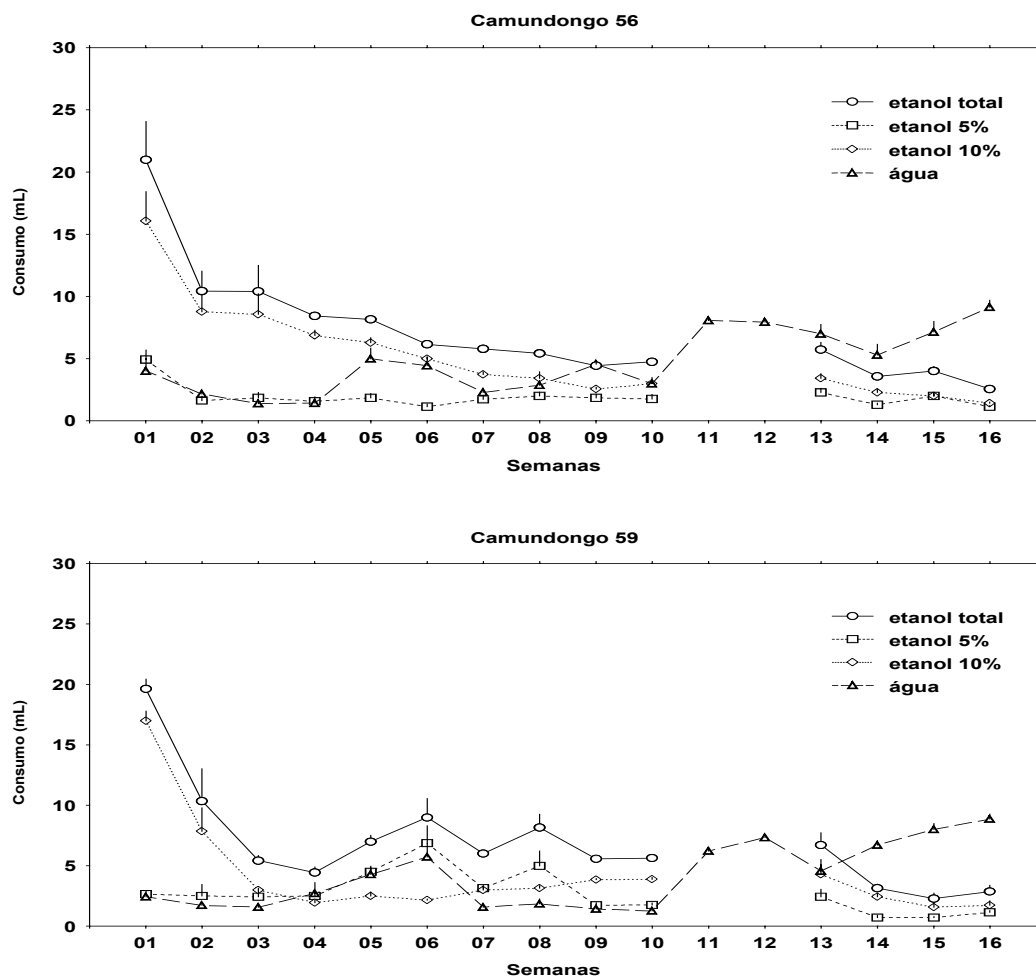 Camundongo 56
30
25
20
15
10
5
0
Consumo (mL)
etanol total
etanol 5%
etanol 10%
água
01 02 03 04 05 06 07 08 09 10 11 12 13 14 15 16
Semanas
Camundongo 59
30
25
20
15
10
5
0
Consumo (mL)
etanol total
etanol 5%
etanol 10%
água
01 02 03 04 05 06 07 08 09 10 11 12 13 14 15 16
Semanas